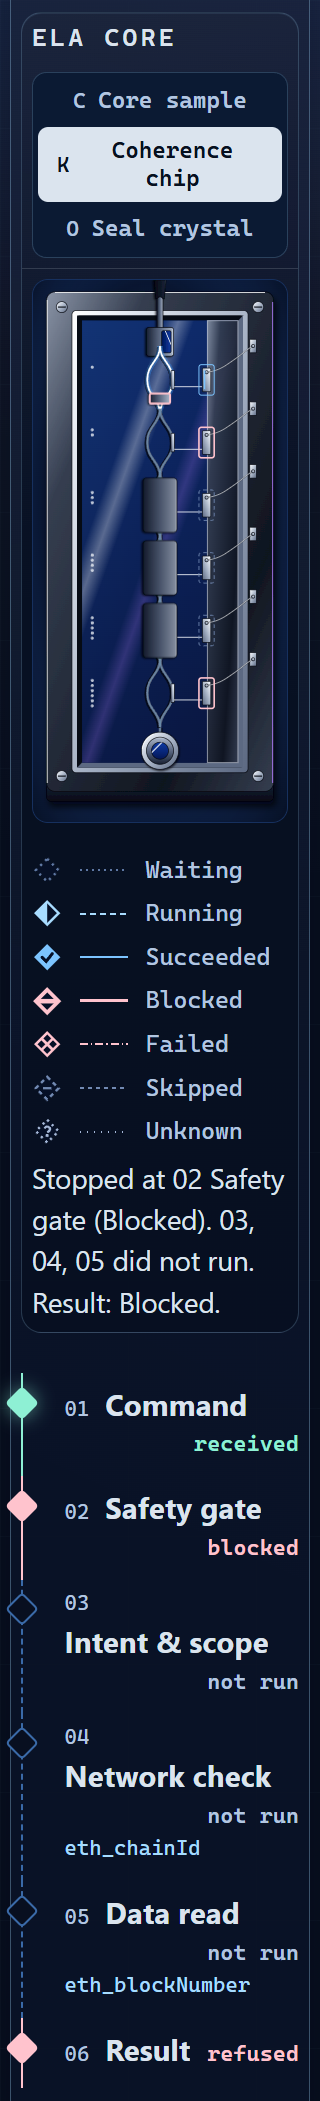 ELA CORE
C Core sample
K Coherence
chip
O Seal crystal
Waiting
Running
Succeeded
Blocked
Failed
Skipped
? Unknown
Stopped at 02 Safety
gate (Blocked). 03,
04, 05 did not run.
Result: Blocked.
01 Command
received
02 Safety gate
blocked
03
Intent & scope
not run
04
Network check
not run
eth_chainId
05 Data read
not run
eth_blockNumber
06 Result refused